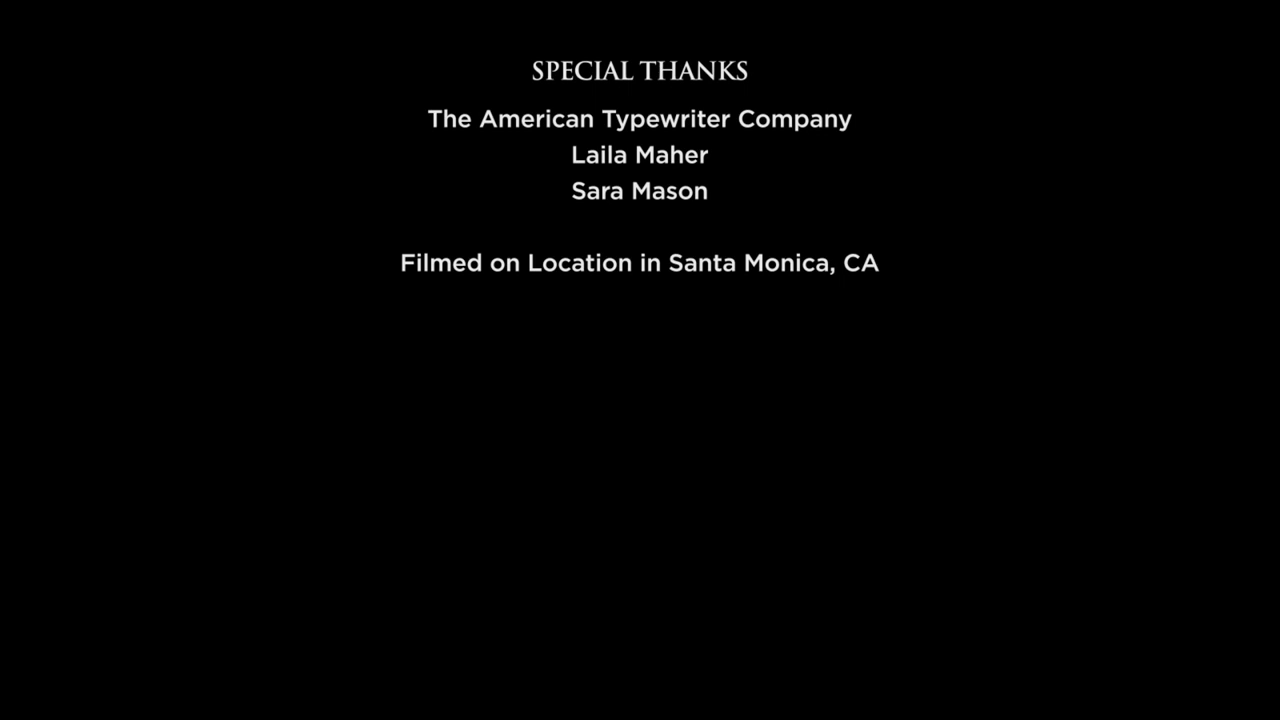 SPECIAL THANKS
The American Typewriter Company
Laila Maher
Sara Mason
Filmed on Location in Santa Monica, CA